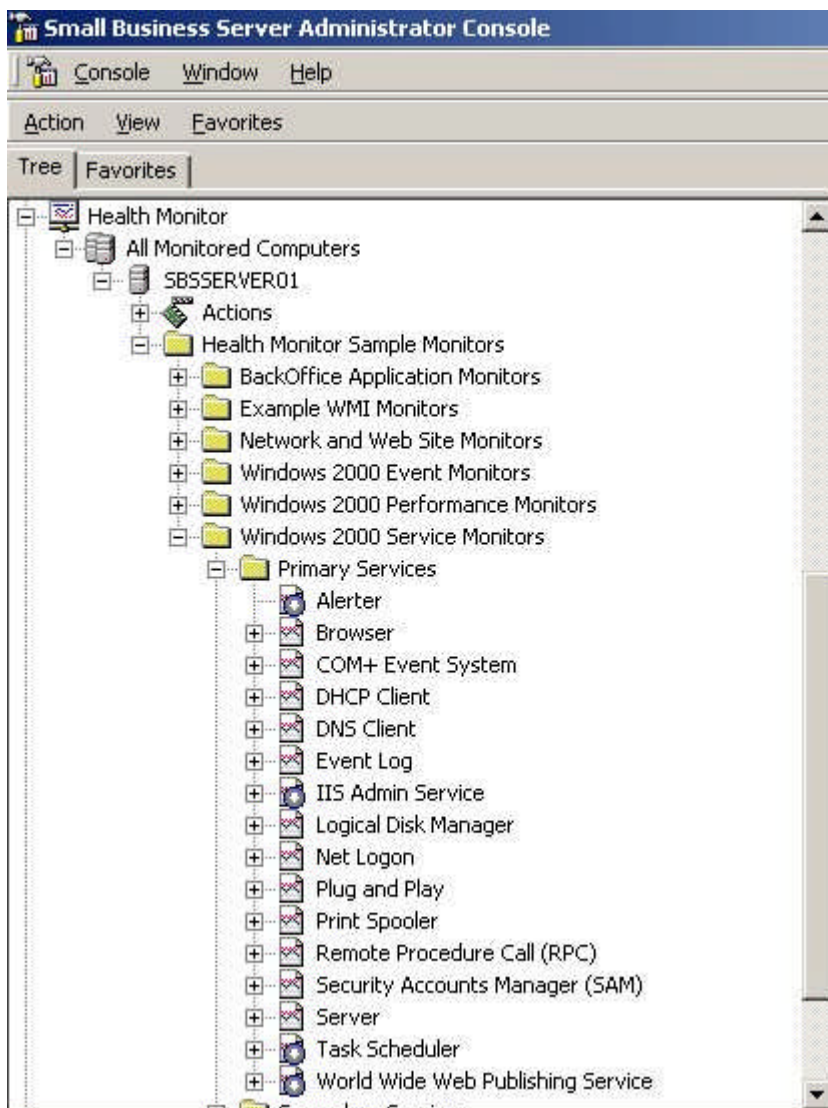 Small Business Server Administrator Console
Console Window Help
Action View Favorites
Tree Favorites
Health Monitor
All Monitored Computers
SBSSERVER01
Actions
Health Monitor Sample Monitors
BackOffice Application Monitors
Example WMI Monitors
Network and Web Site Monitors
Windows 2000 Event Monitors
Windows 2000 Performance Monitors
Windows 2000 Service Monitors
Primary Services
Alerter
Browser
COM+ Event System
DHCP Client
DNS Client
Event Log
IIS Admin Service
Logical Disk Manager
Net Logon
Plug and Play
Print Spooler
Remote Procedure Call (RPC)
Security Accounts Manager (SAM)
Server
Task Scheduler
World Wide Web Publishing Service